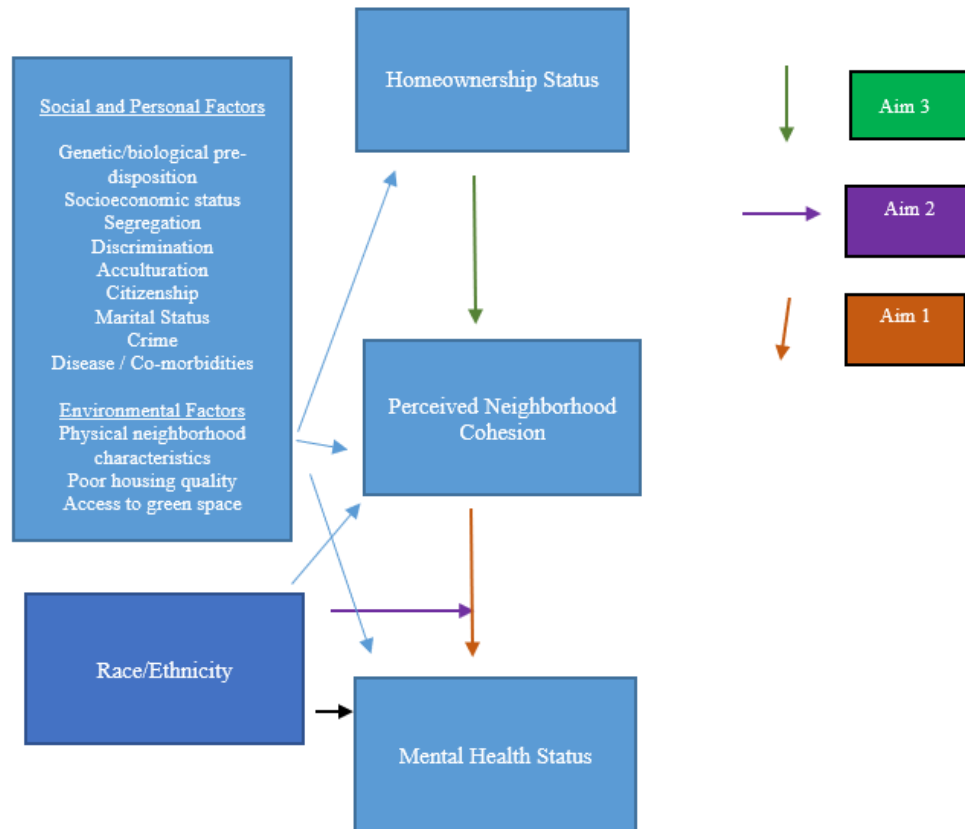 Homeownership Status
Social and Personal Factors
Genetic/biological pre-
disposition
Socioeconomic status
Segregation
Discrimination
Acculturation
Citizenship
Marital Status
Crime
Disease / Co-morbidities
Environmental Factors
Physical neighborhood
characteristics
Poor housing quality
Access to green space
Perceived Neighborhood
Cohesion
Race/Ethnicity
Mental Health Status
Aim 3
Aim 2
Aim 1